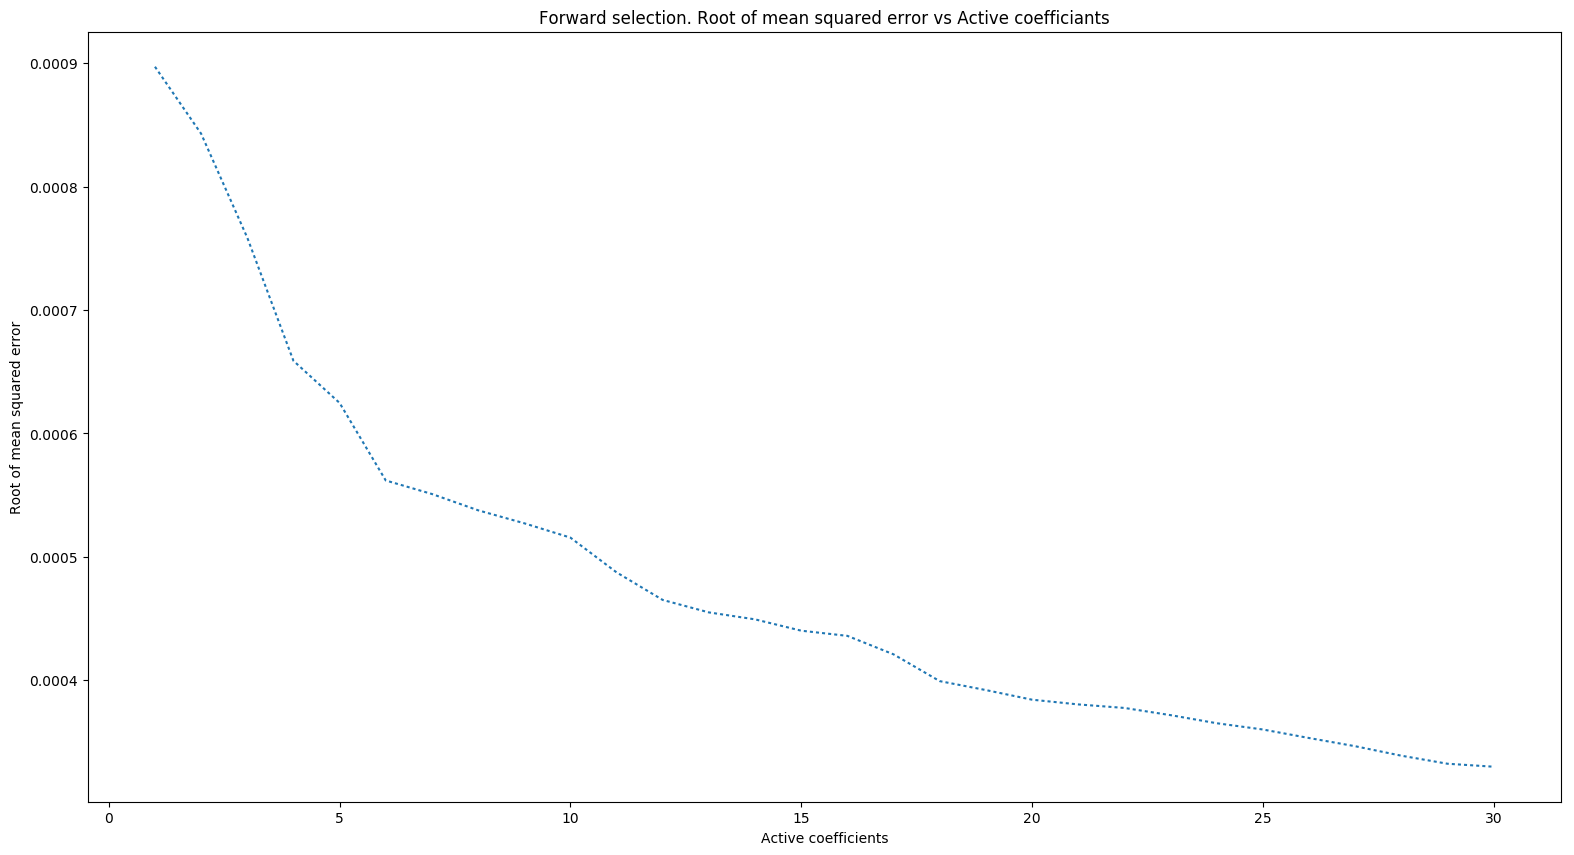 Forward selection. Root of mean squared error vs Active coefficiants
0.0009
0.0008
0.0007
0.0006
0.0005
0.0004
Root of mean squared error
0 5 10 15 20 25 30
Active coefficients